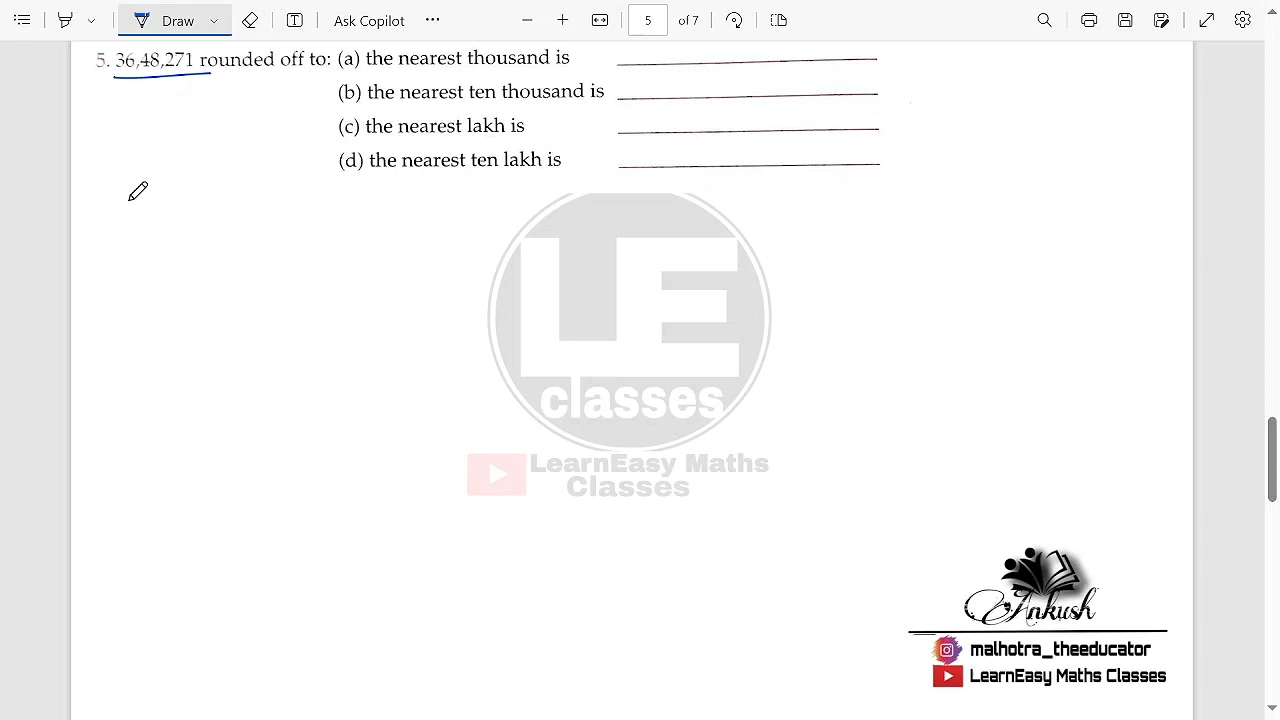 Draw
Ask Copilot
5 of 7
5. 36,48,271 rounded off to: (a) the nearest thousand is
(b) the nearest ten thousand is
(c) the nearest lakh is
(d) the nearest ten lakh is
LE
classes
LearnEasy Maths
Classes
Ankush
malhotra_theeducator
LearnEasy Maths Classes